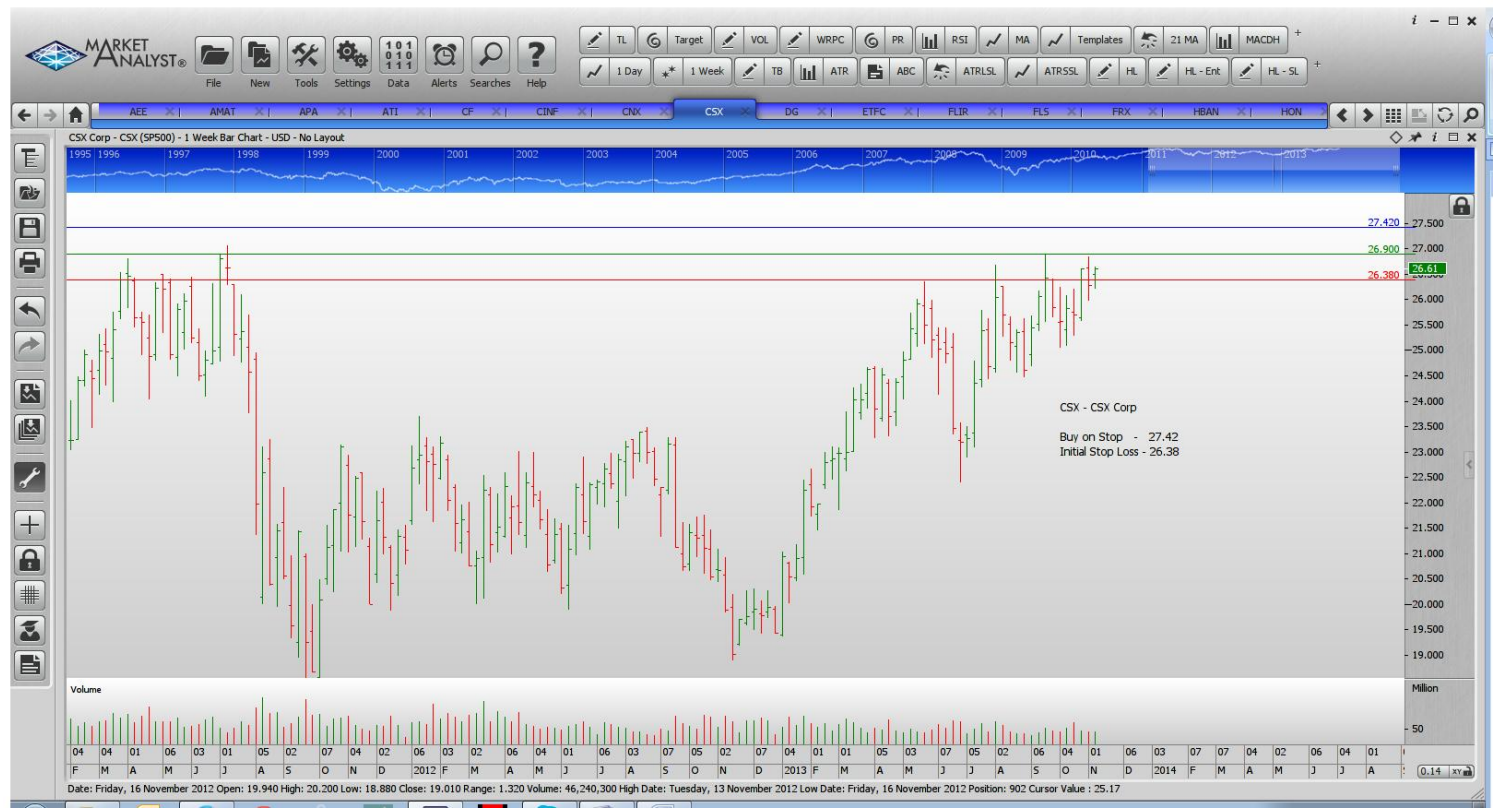 i
MARKET
ANALYST®
File New Tools Settings Data Alerts Searches Help
101
010
111
TL Target VOL WRPC PR RSI MA Templates 21 MA MACDH +
1 Day 1 Week TB ATR ABC ATRLSL ATRSSL HL HL - Ent HL - SL +
AEE AMAT APA ATI CF CINF CNX CSX DG ETFC FLIR FLS FRX HBAN HON
CSX Corp - CSX (SP500) - 1 Week Bar Chart - USD - No Layout
1995 1996 1997 1998 1999 2000 2001 2002 2003 2004 2005 2006 2007 2008 2009 2010 2011 2012 2013
27.420 - 27.500
26.900 - 27.000
26.61
26.380
- 26.000
- 25.500
- 25.000
- 24.500
- 24.000
CSX - CSX Corp
- 23.500
Buy on Stop - 27.42
Initial Stop Loss - 26.38
- 23.000
- 22.500
- 22.000
- 21.500
- 21.000
- 20.500
- 20.000
- 19.500
- 19.000
Volume
Million
- 50
04 04 01 06 03 01 05 02 07 04 02 06 03 02 06 04 01 06 03 07 05 02 07 04 01 01 05 03 07 05 02 06 04 01 06 03 07 07 04 02 06 04 01
F M A M J J A S O N D 2012 F M A M J J A S O N D 2013 F M A M J J A S O N D 2014 F M A M J J A
0.14 XY
Date: Friday, 16 November 2012 Open: 19.940 High: 20.200 Low: 18.880 Close: 19.010 Range: 1.320 Volume: 46,240,300 High Date: Tuesday, 13 November 2012 Low Date: Friday, 16 November 2012 Position: 902 Cursor Value : 25.17